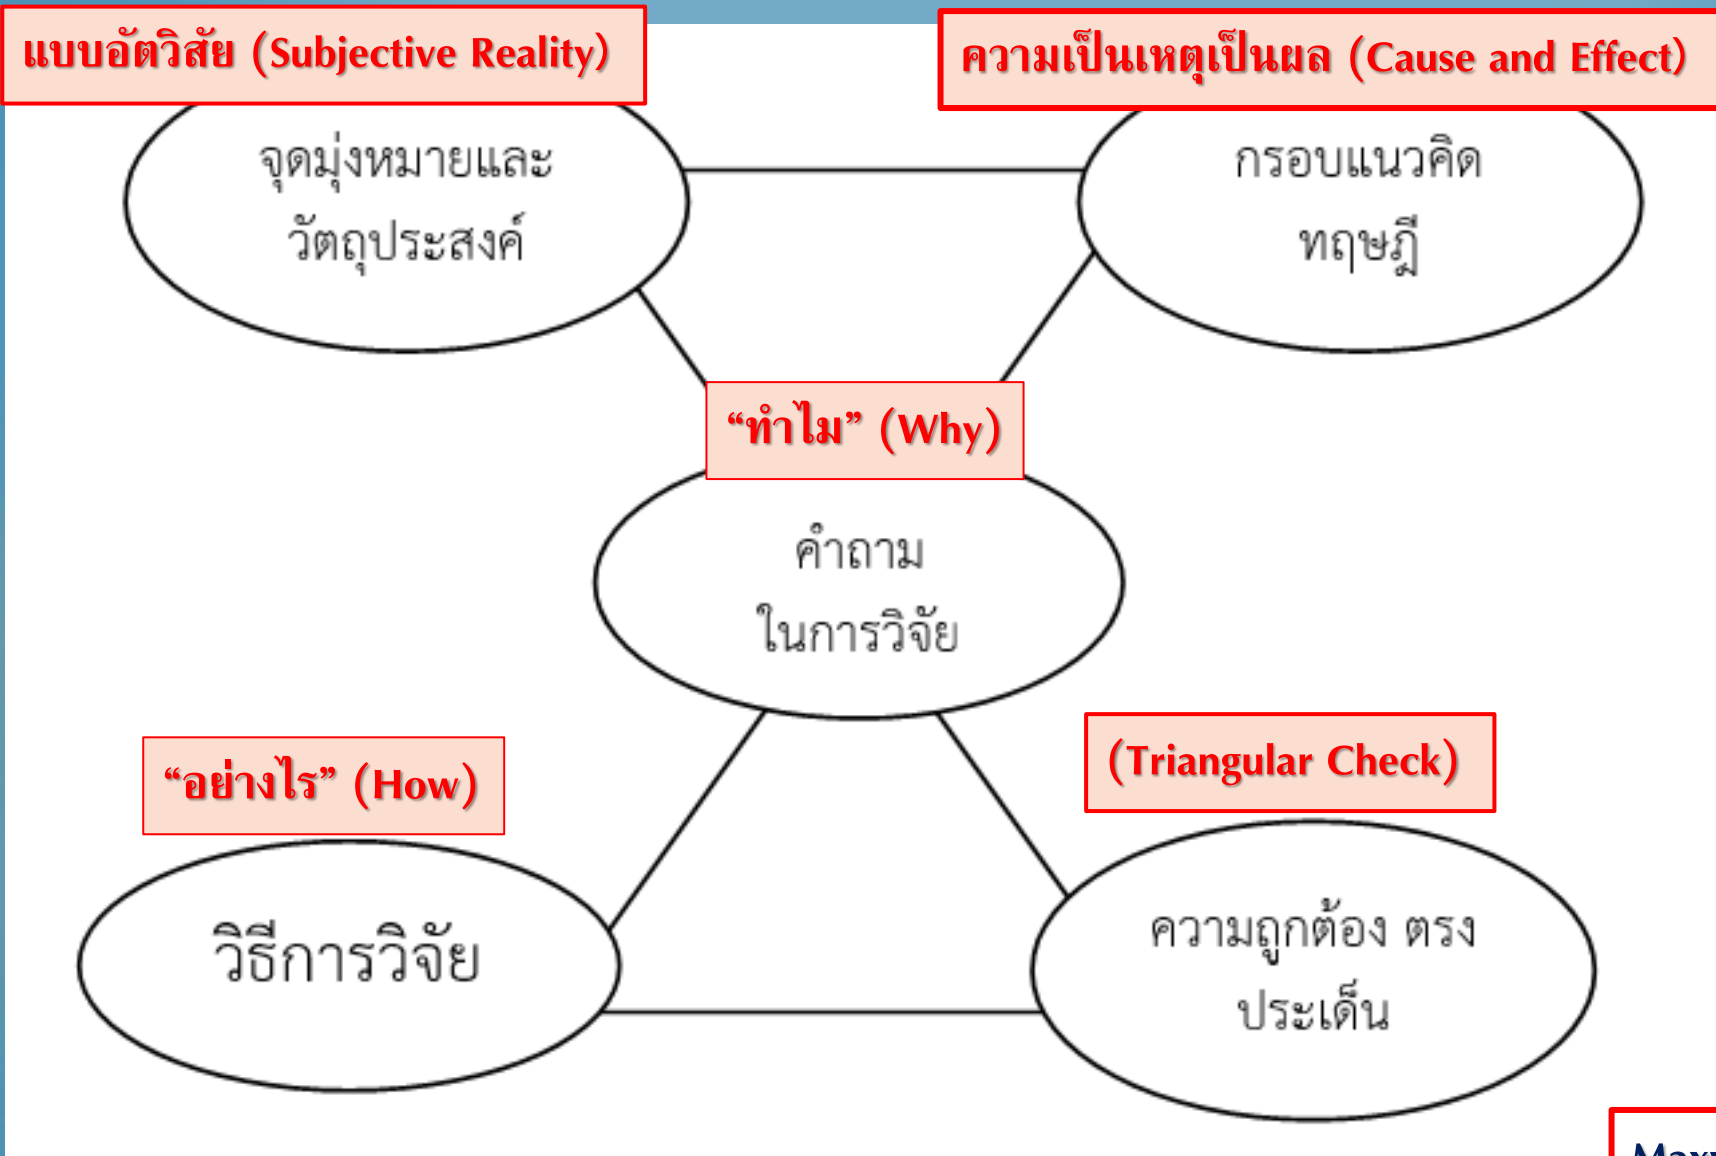 แบบอัตวิสัย (Subjective Reality)
ความเป็นเหตุเป็นผล (Cause and Effect)
จุดมุ่งหมายและ
วัตถุประสงค์
กรอบแนวคิด
ทฤษฎี
“ทำไม” (Why)
คำถาม
ในการวิจัย
“อย่างไร” (How)
(Triangular Check)
วิธีการวิจัย
ความถูกต้อง ตรง
ประเด็น